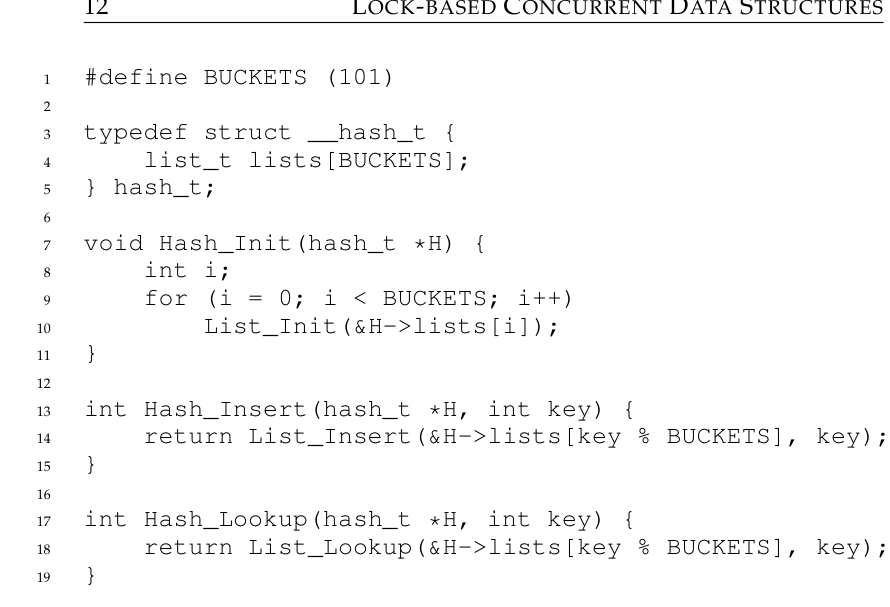 12 LOCK-BASED CONCURRENT DATA STRUCTURES
1 #define BUCKETS (101)
2
3 typedef struct __hash_t {
4     list_t lists[BUCKETS];
5 } hash_t;
6
7 void Hash_Init(hash_t *H) {
8     int i;
9     for (i = 0; i < BUCKETS; i++)
10         List_Init(&H->lists[i]);
11 }
12
13 int Hash_Insert(hash_t *H, int key) {
14     return List_Insert(&H->lists[key % BUCKETS], key);
15 }
16
17 int Hash_Lookup(hash_t *H, int key) {
18     return List_Lookup(&H->lists[key % BUCKETS], key);
19 }